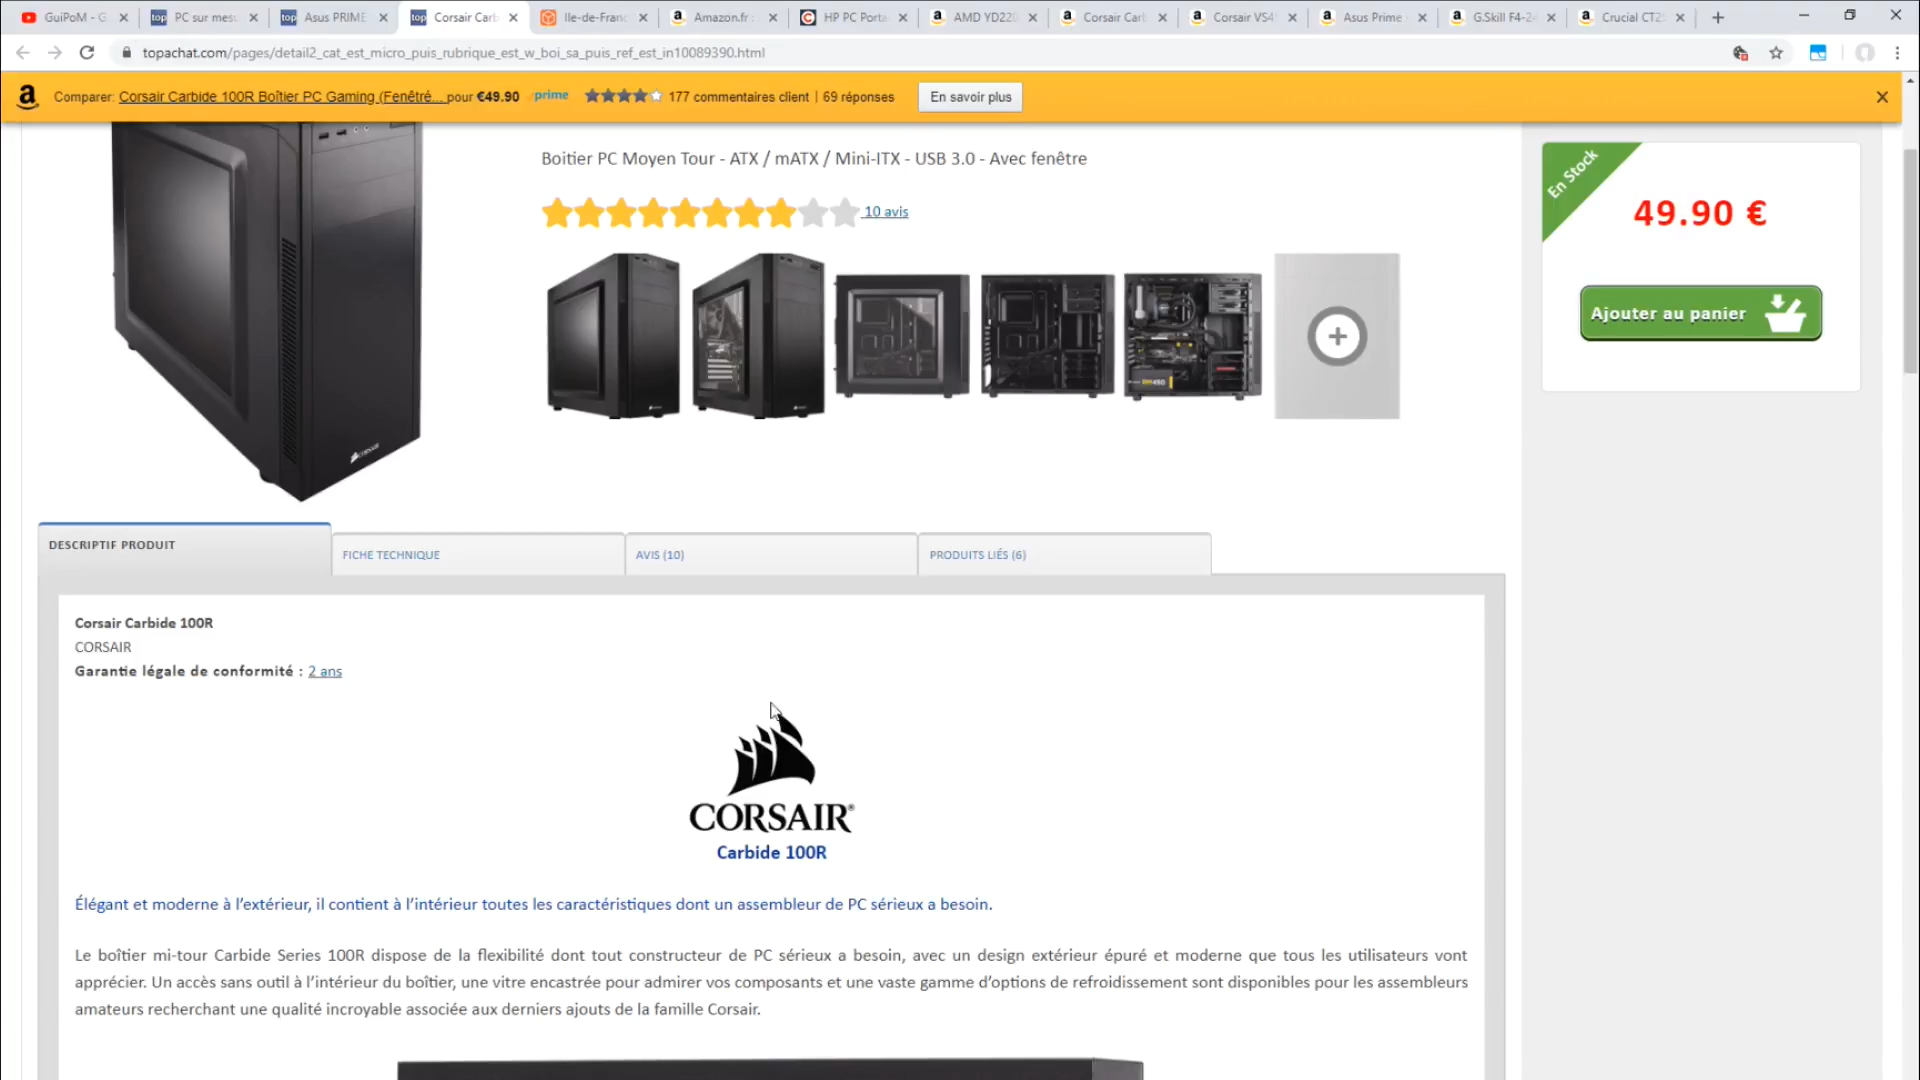 GuiPoM - G
PC sur mesu
Asus PRIME
Corsair Carb
Ile-de-Franc
Amazon.fr :
HP PC Porta
AMD YD220
Corsair Carb
Corsair VS4
Asus Prime
G.Skill F4-24
Crucial CT25
topachat.com/pages/detail2_cat_est_micro_puis_rubrique_est_w_boi_sa_puis_ref_est_in10089390.html
Comparer: Corsair Carbide 100R Boîtier PC Gaming (Fenêtré... pour €49.90 prime 177 commentaires client | 69 réponses En savoir plus
Boitier PC Moyen Tour - ATX / mATX / Mini-ITX - USB 3.0 - Avec fenêtre
10 avis
En Stock
49.90 €
Ajouter au panier
CORSAIR
DESCRIPTIF PRODUIT
FICHE TECHNIQUE
AVIS (10)
PRODUITS LIÉS (6)
Corsair Carbide 100R
CORSAIR
Garantie légale de conformité : 2 ans
CORSAIR®
Carbide 100R
Élégant et moderne à l’extérieur, il contient à l’intérieur toutes les caractéristiques dont un assembleur de PC sérieux a besoin.
Le boîtier mi-tour Carbide Series 100R dispose de la flexibilité dont tout constructeur de PC sérieux a besoin, avec un design extérieur épuré et moderne que tous les utilisateurs vont
apprécier. Un accès sans outil à l’intérieur du boîtier, une vitre encastrée pour admirer vos composants et une vaste gamme d’options de refroidissement sont disponibles pour les assembleurs
amateurs recherchant une qualité incroyable associée aux derniers ajouts de la famille Corsair.